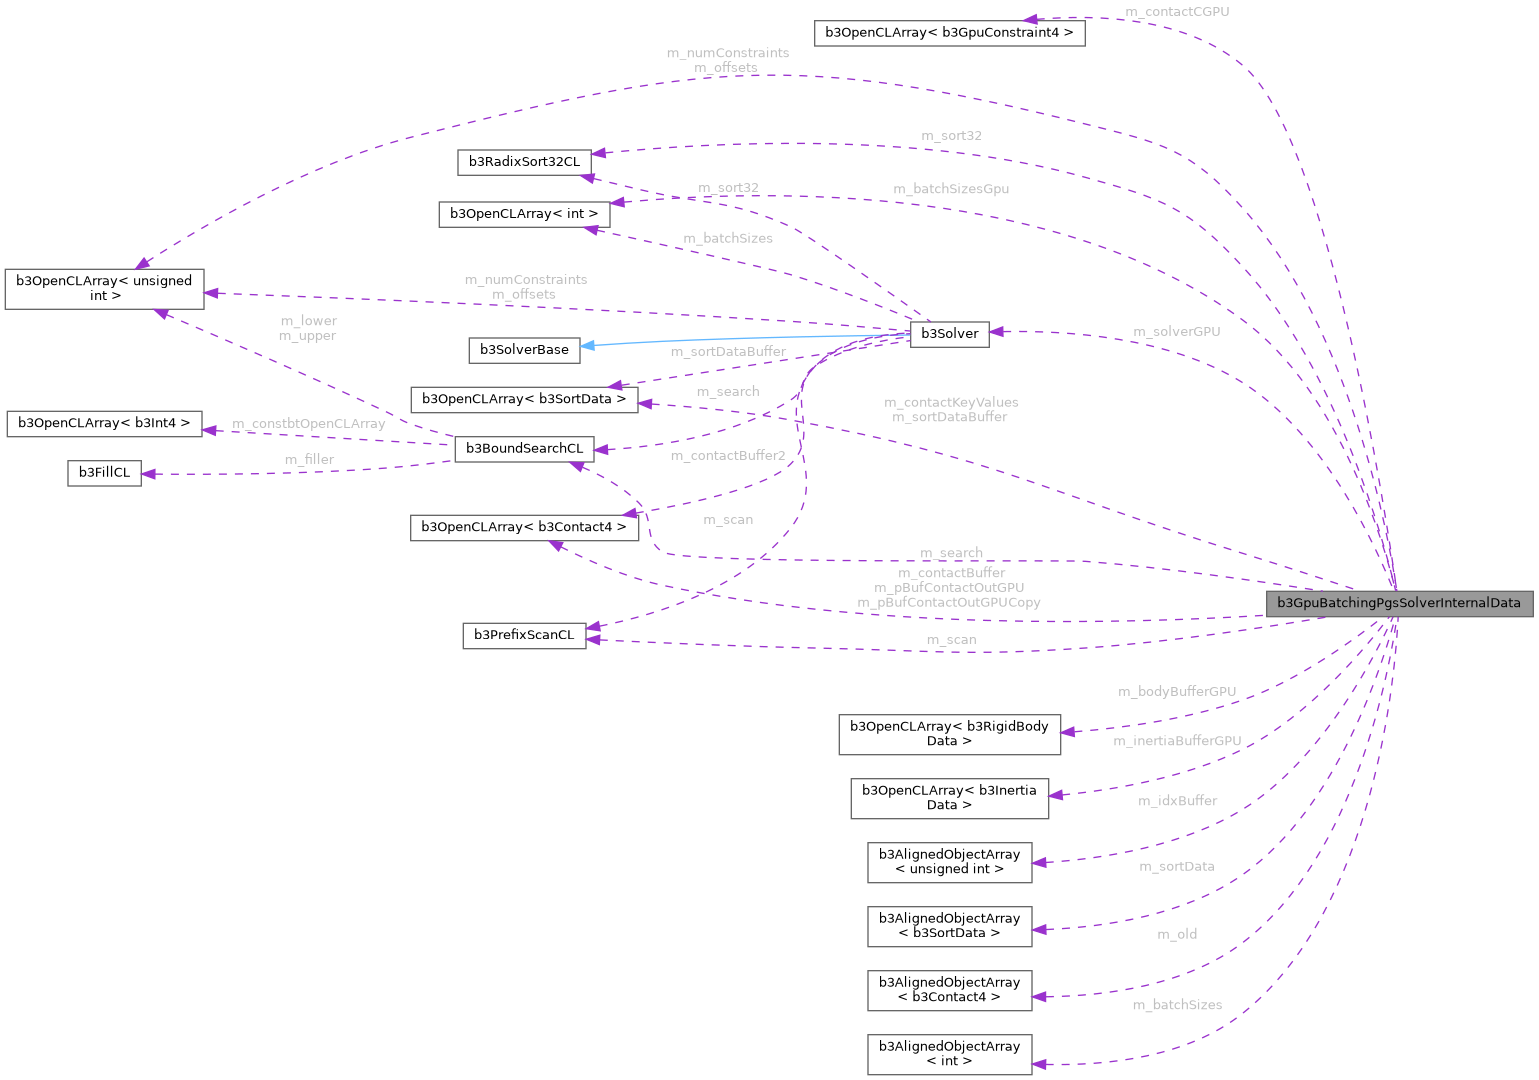 m_contactCGPU
b3OpenCLArray< b3GpuConstraint4 >
m_numConstraints
m_offsets
m_sort32
b3RadixSort32CL
m_sort32
m_batchSizesGpu
b3OpenCLArray< int >
m_batchSizes
b3OpenCLArray< unsigned
int >
m_numConstraints
m_offsets
m_lower
m_upper
b3Solver
m_solverGPU
b3SolverBase
m_sortDataBuffer
m_search
b3OpenCLArray< b3SortData >
m_contactKeyValues
m_sortDataBuffer
b3OpenCLArray< b3Int4 >
m_constbtOpenCLArray
b3BoundSearchCL
m_contactBuffer2
m_filler
b3FillCL
b3OpenCLArray< b3Contact4 >
m_scan
m_search
m_contactBuffer
m_pBufContactOutGPU
m_pBufContactOutGPUCopy
b3GpuBatchingPgsSolverInternalData
b3PrefixScanCL
m_scan
m_bodyBufferGPU
b3OpenCLArray< b3RigidBody
Data >
m_inertiaBufferGPU
b3OpenCLArray< b3Inertia
Data >
m_idxBuffer
b3AlignedObjectArray
< unsigned int >
m_sortData
b3AlignedObjectArray
< b3SortData >
m_old
b3AlignedObjectArray
< b3Contact4 >
m_batchSizes
b3AlignedObjectArray
< int >